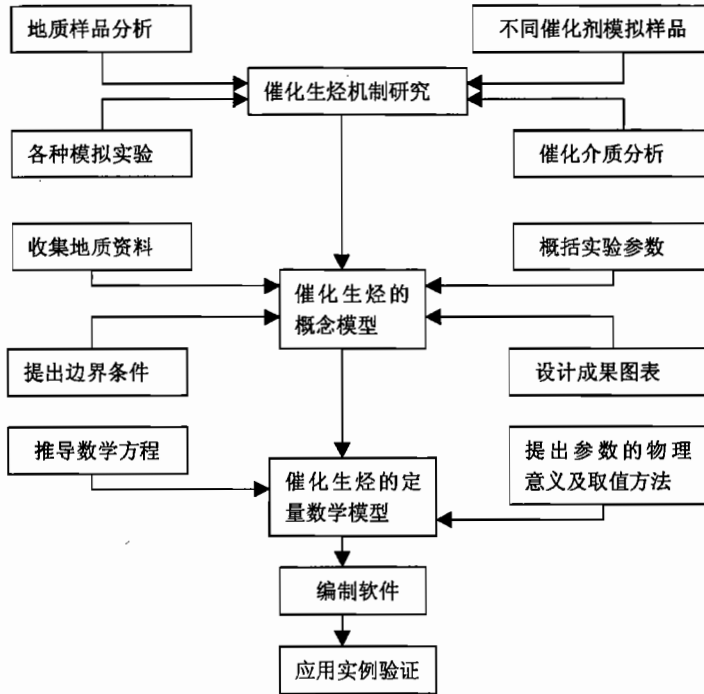 地质样品分析
不同催化剂模拟样品
催化生烃机制研究
各种模拟实验
催化介质分析
收集地质资料
概括实验参数
催化生烃的
概念模型
提出边界条件
设计成果图表
推导数学方程
提出参数的物理
意义及取值方法
催化生烃的定
量数学模型
编制软件
应用实例验证